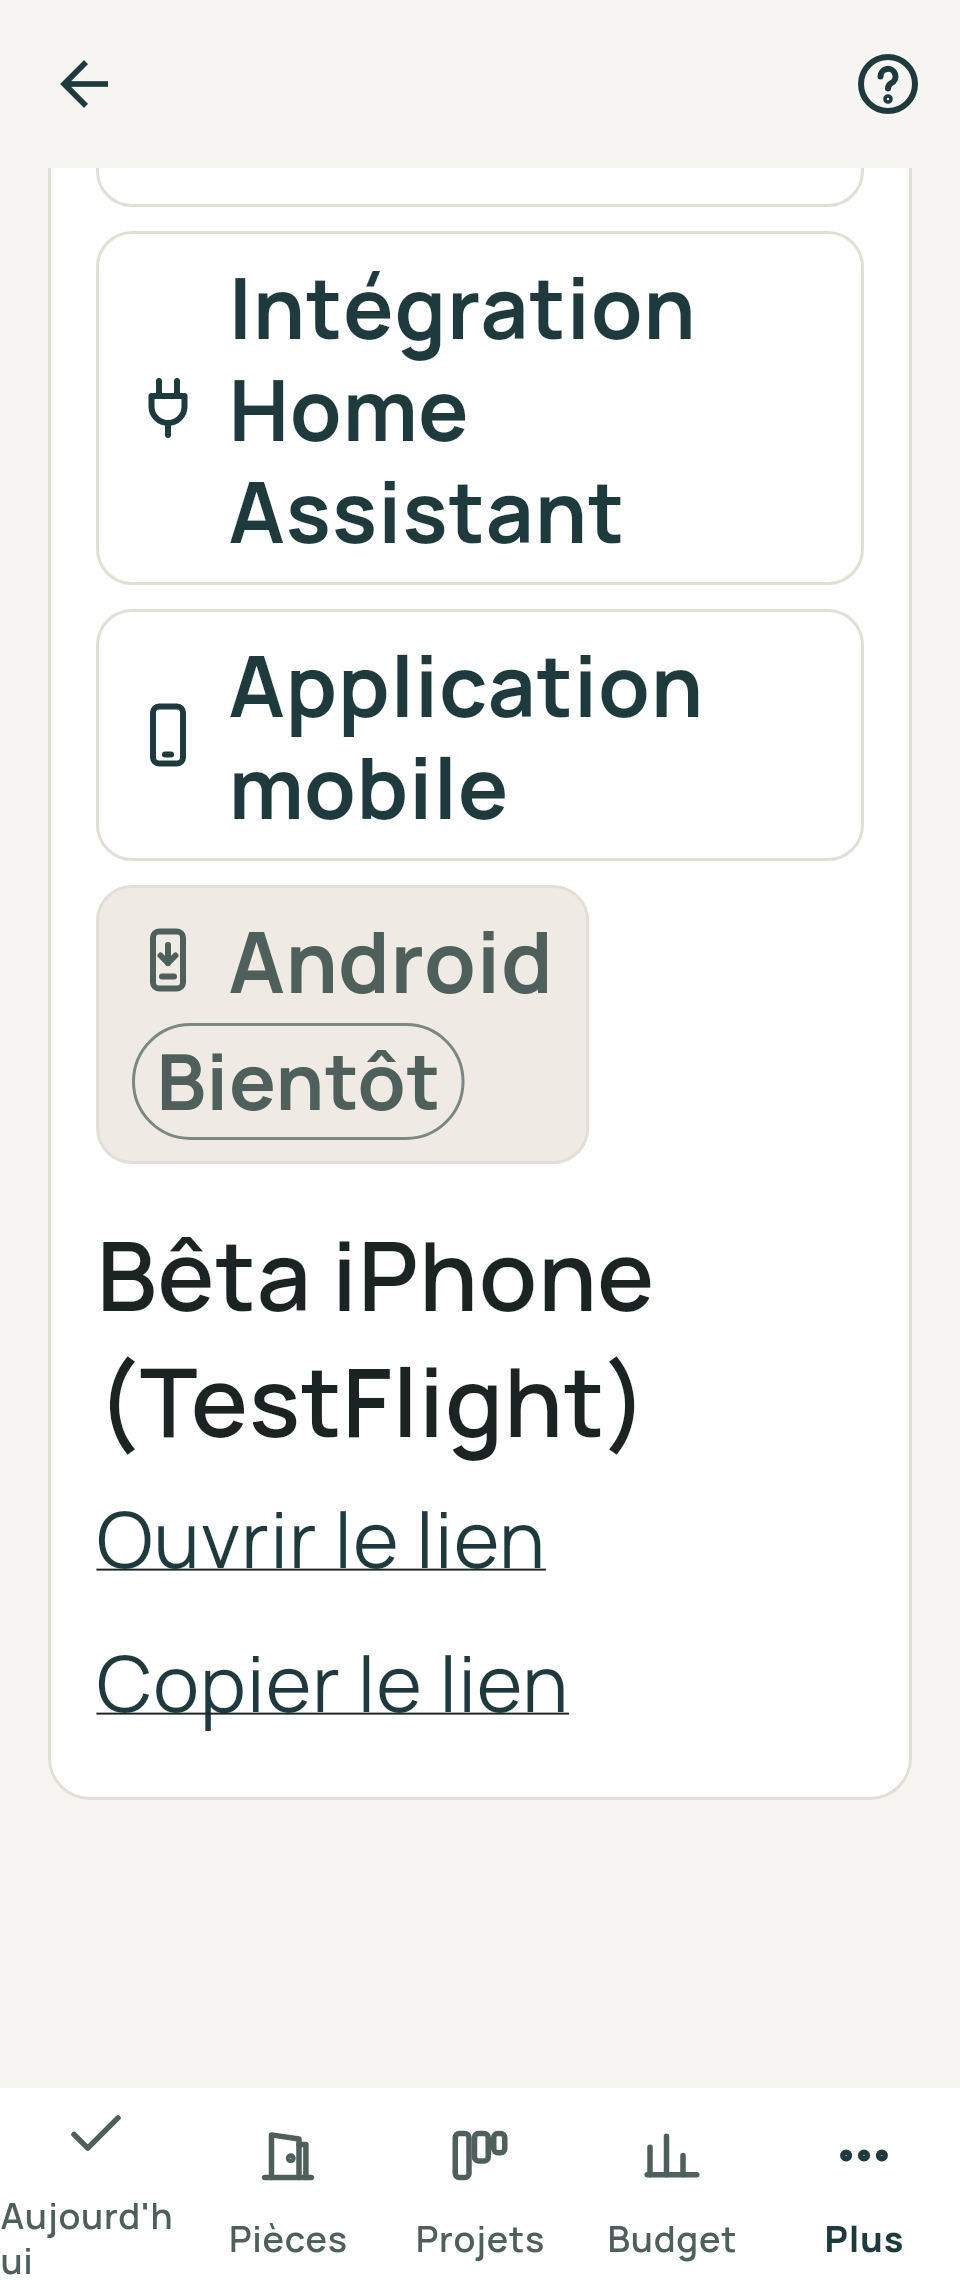 Intégration
Home
Assistant
Application
mobile
Android
Bientôt
Bêta iPhone
(TestFlight)
Ouvrir le lien
Copier le lien
Aujourd'h
ui
Pièces
Projets
Budget
Plus